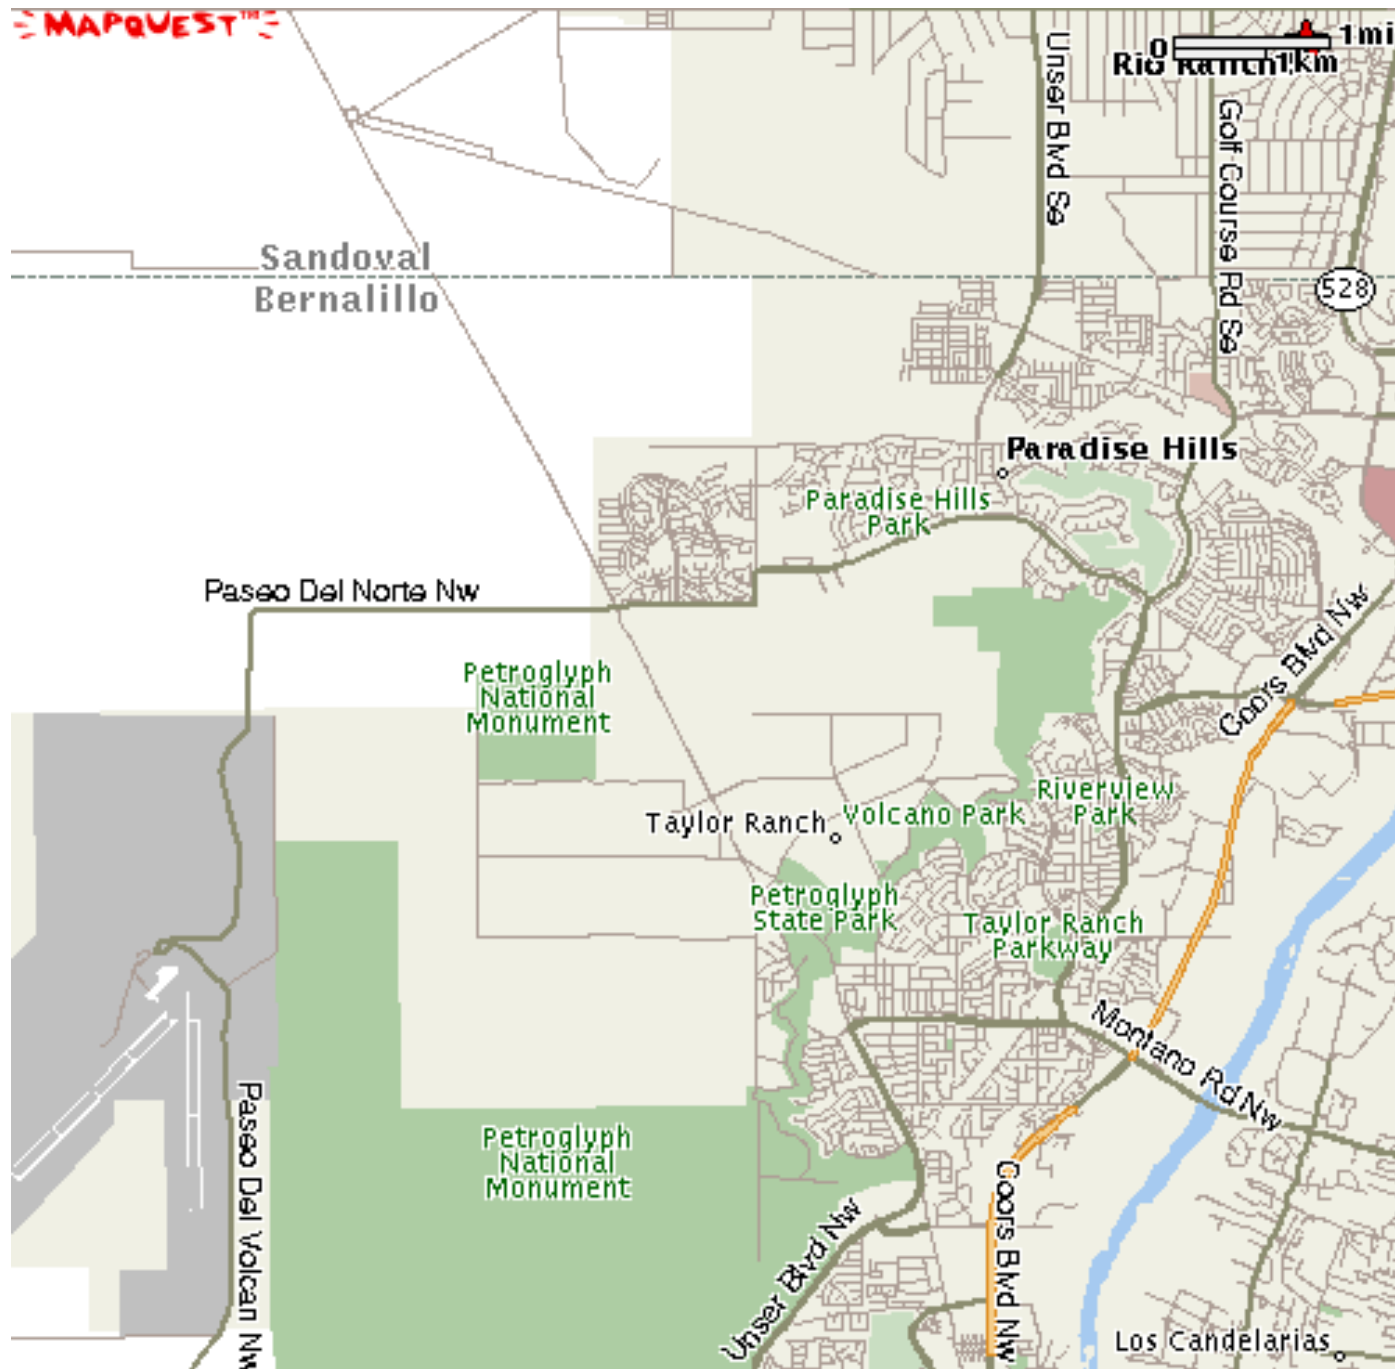 MAPQUEST™
0 1mi
1km
Rio Rancho
Unser Blvd Se
Golf Course Rd Se
Sandoval
Bernalillo
528
Paradise Hills
Paradise Hills
Park
Paseo Del Norte Nw
Coors Blvd Nw
Petroglyph
National
Monument
Riverview
Park
Volcano Park
Taylor Ranch
Petroglyph
State Park
Taylor Ranch
Parkway
Montano Rd Nw
Paseo Del Volcan Nw
Petroglyph
National
Monument
Coors Blvd Nw
Unser Blvd Nw
Los Candelarias